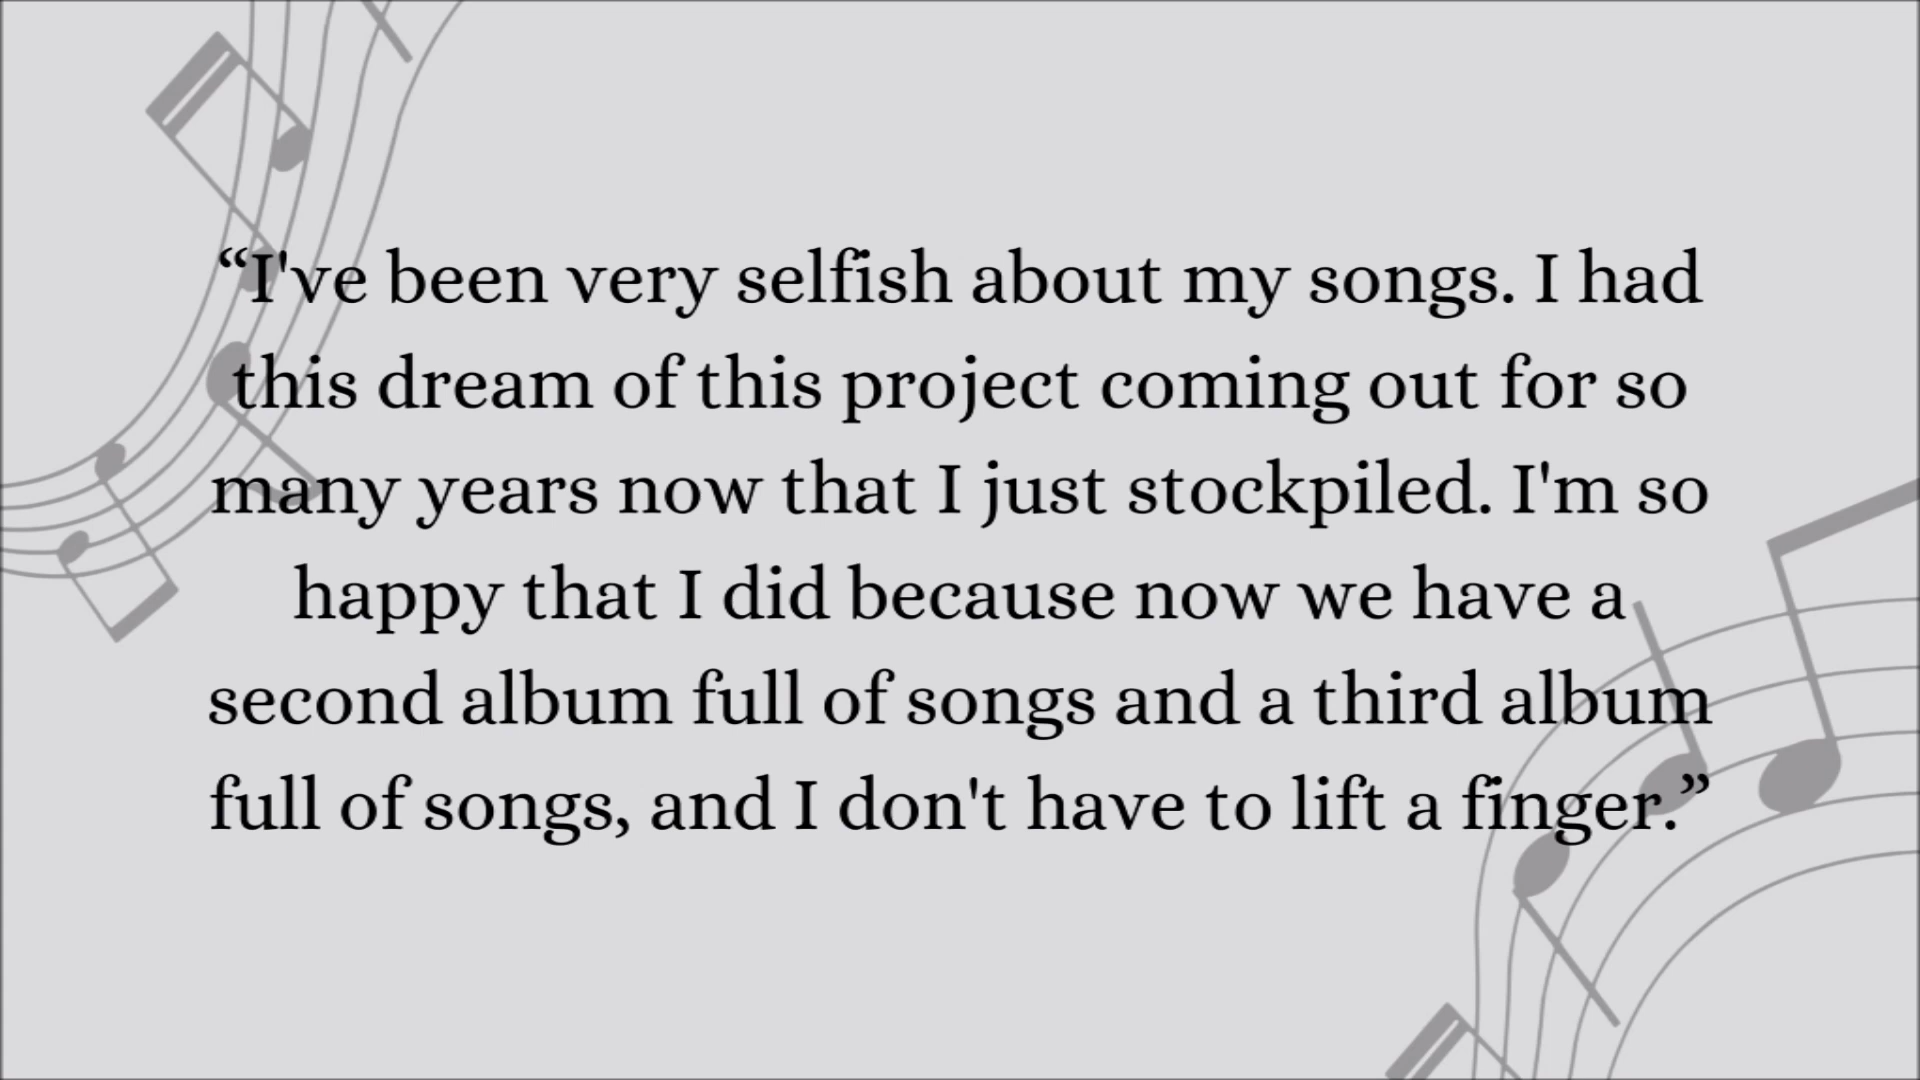 “I've been very selfish about my songs. I had
this dream of this project coming out for so
many years now that I just stockpiled. I'm so
happy that I did because now we have a
second album full of songs and a third album
full of songs, and I don't have to lift a finger.”